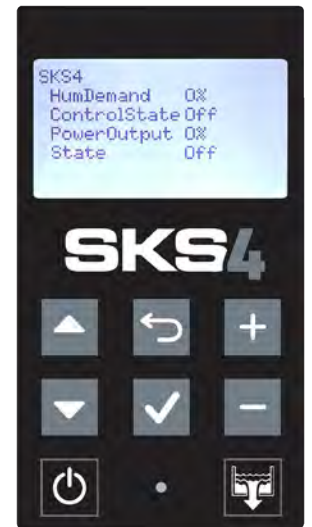 SKS4
HumDemand 0%
ControlState Off
PowerOutput 0%
State Off
SKS4